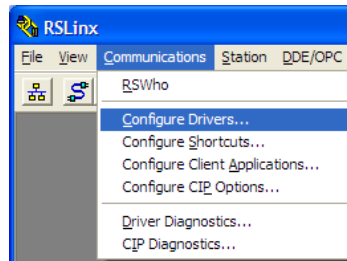 RSLinx
File View Communications Station DDE/OPC
RSWho
Configure Drivers...
Configure Shortcuts...
Configure Client Applications...
Configure CIP Options...
Driver Diagnostics...
CIP Diagnostics...